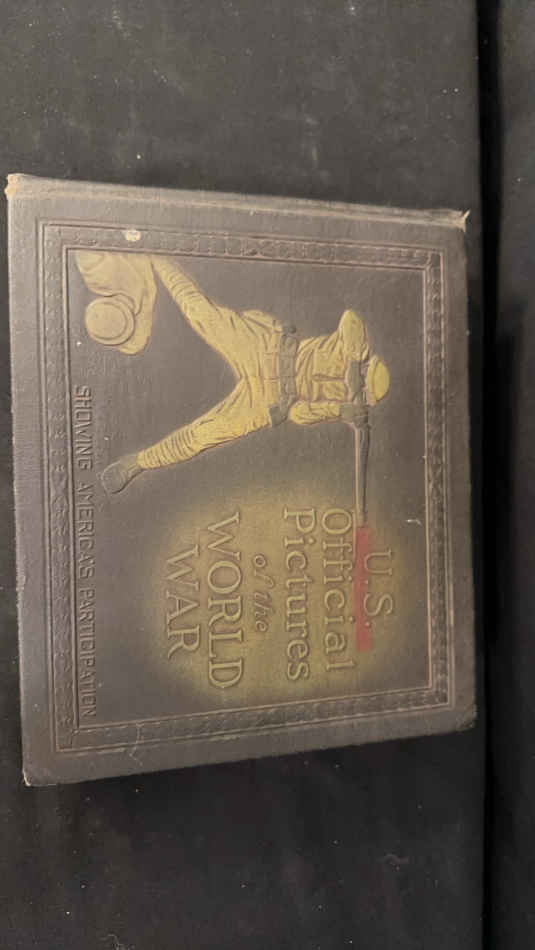 U.S.
Official
Pictures
of the
WORLD
WAR
SHOWING AMERICA'S PARTICIPATION